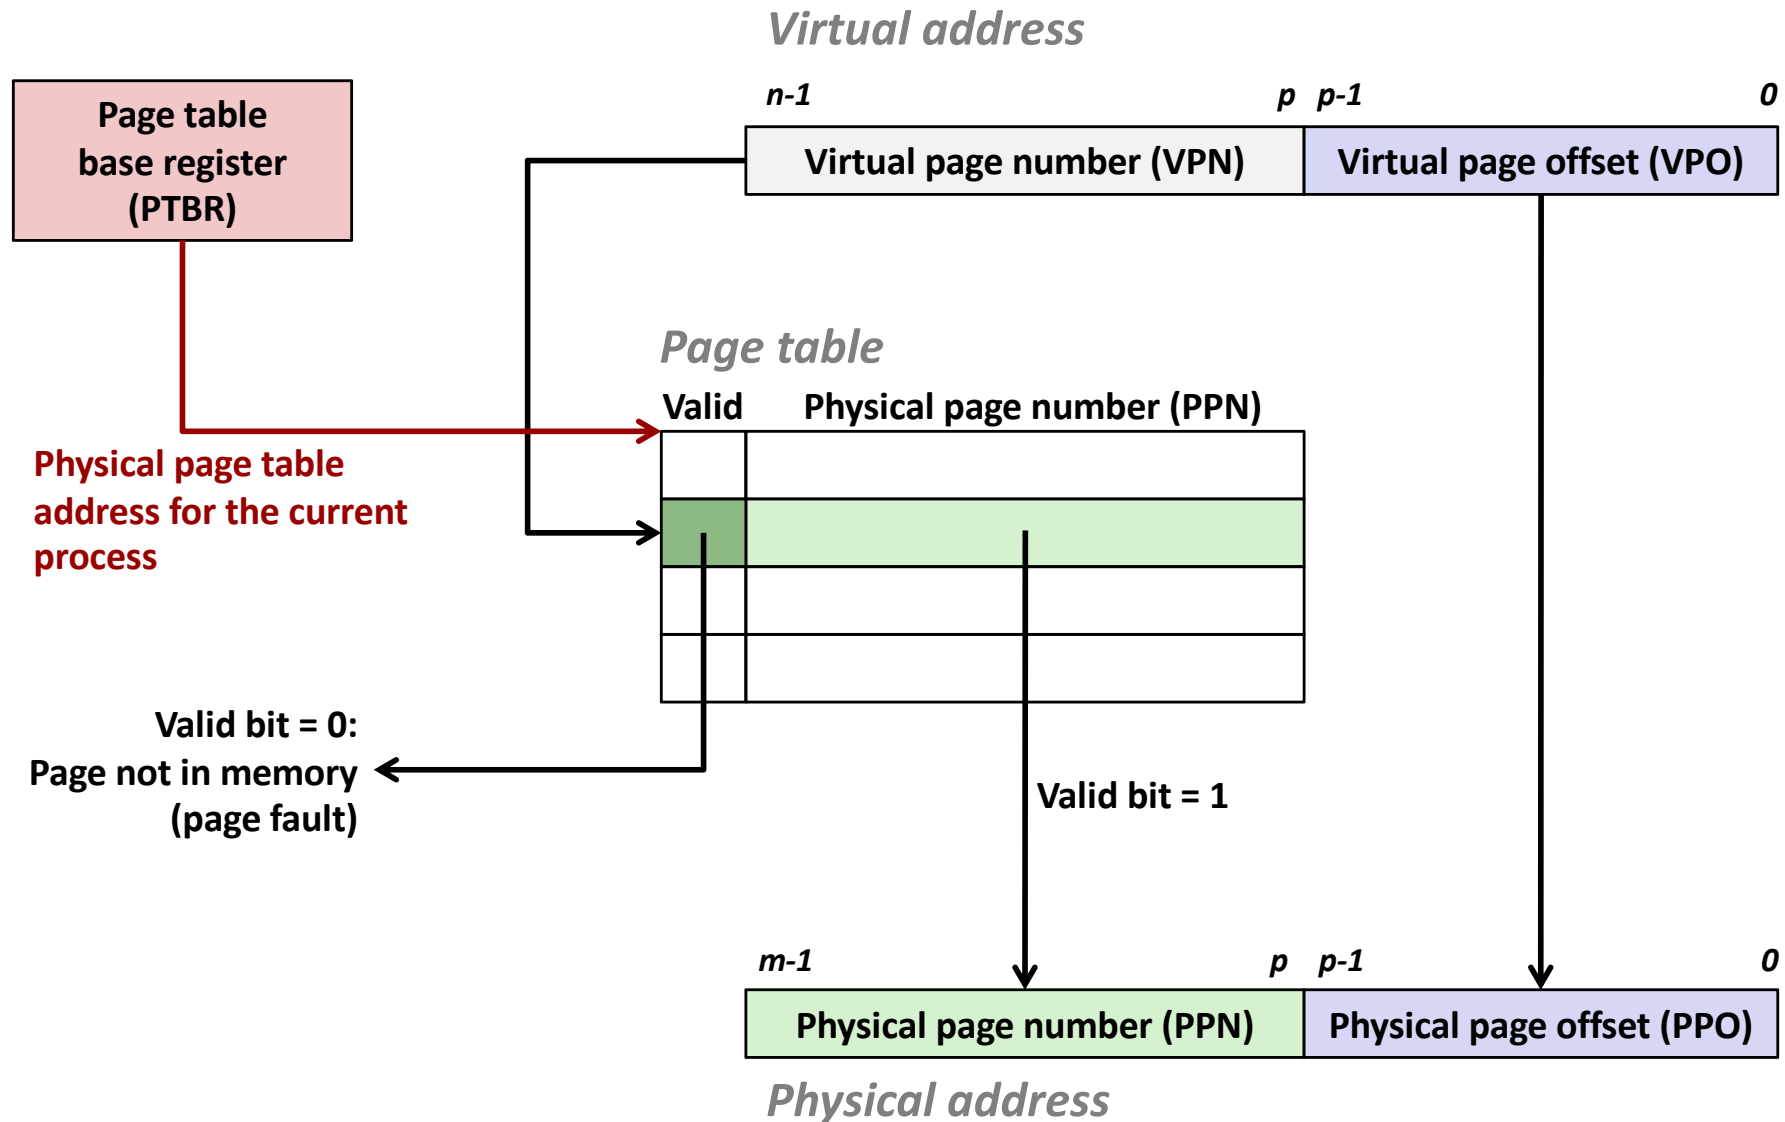 Virtual address
n-1 p p-1 0
Page table
base register
(PTBR)
Virtual page number (VPN) Virtual page offset (VPO)
Page table
Valid Physical page number (PPN)
Physical page table
address for the current
process
Valid bit = 0:
Page not in memory
(page fault)
Valid bit = 1
m-1 p p-1 0
Physical page number (PPN) Physical page offset (PPO)
Physical address